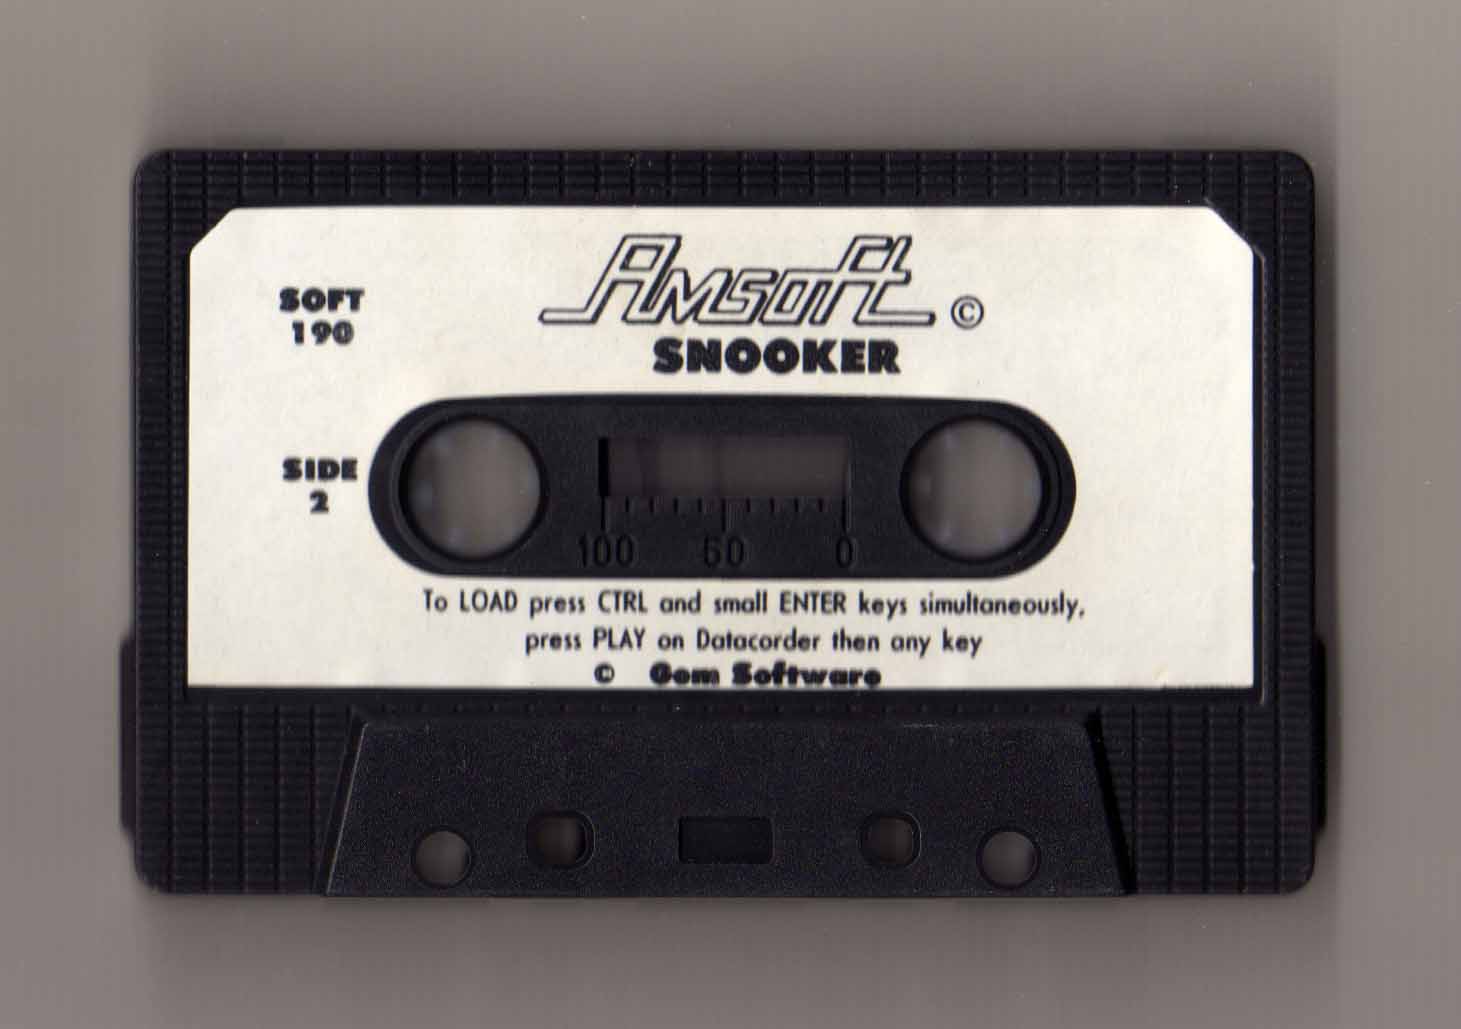 Amsoft ©
SNOOKER
SOFT
190
SIDE
2
100 50 0
To LOAD press CTRL and small ENTER keys simultaneously,
press PLAY on Datacorder then any key
© Gem Software